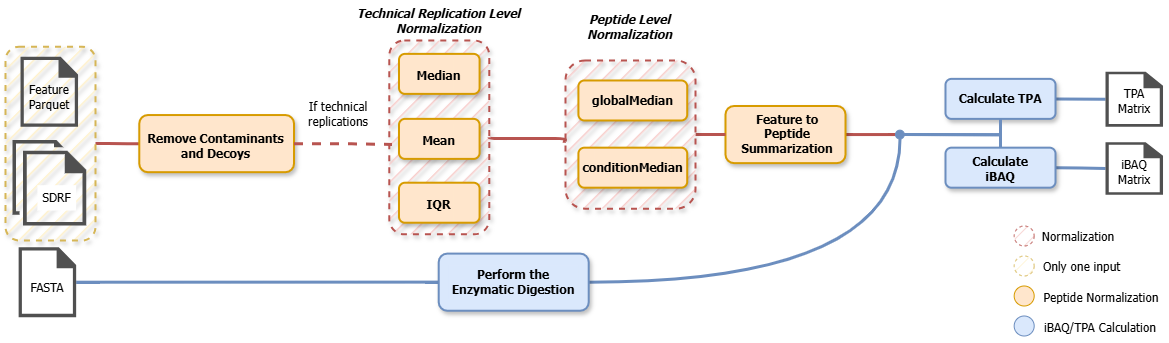 Technical Replication Level
Normalization
Peptide Level
Normalization
Feature
Parquet
SDRF
Remove Contaminants
and Decoys
If technical
replications
Median
Mean
IQR
globalMedian
conditionMedian
Feature to
Peptide
Summarization
Calculate TPA
Calculate
iBAQ
TPA
Matrix
iBAQ
Matrix
FASTA
Perform the
Enzymatic Digestion
Normalization
Only one input
Peptide Normalization
iBAQ/TPA Calculation